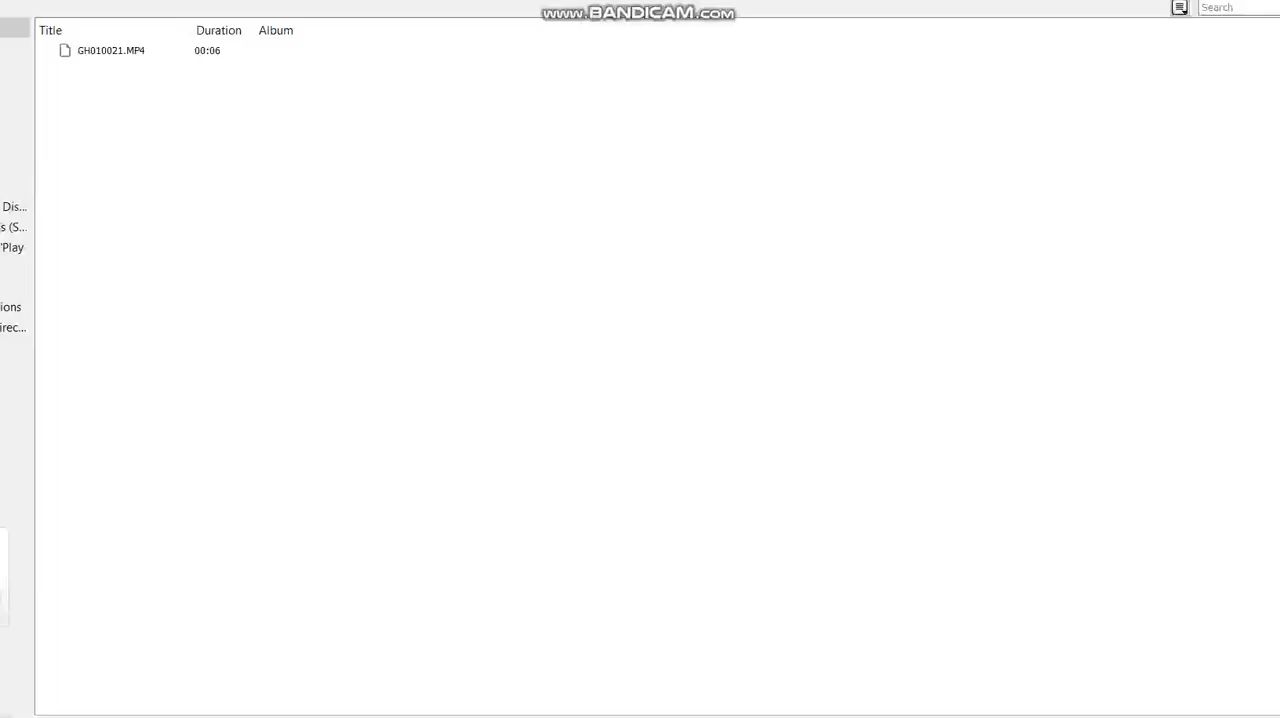 www.BANDICAM.com
Search
Title Duration Album
GH010021.MP4 00:06
Dis...
s (S...
Play
ions
irec...